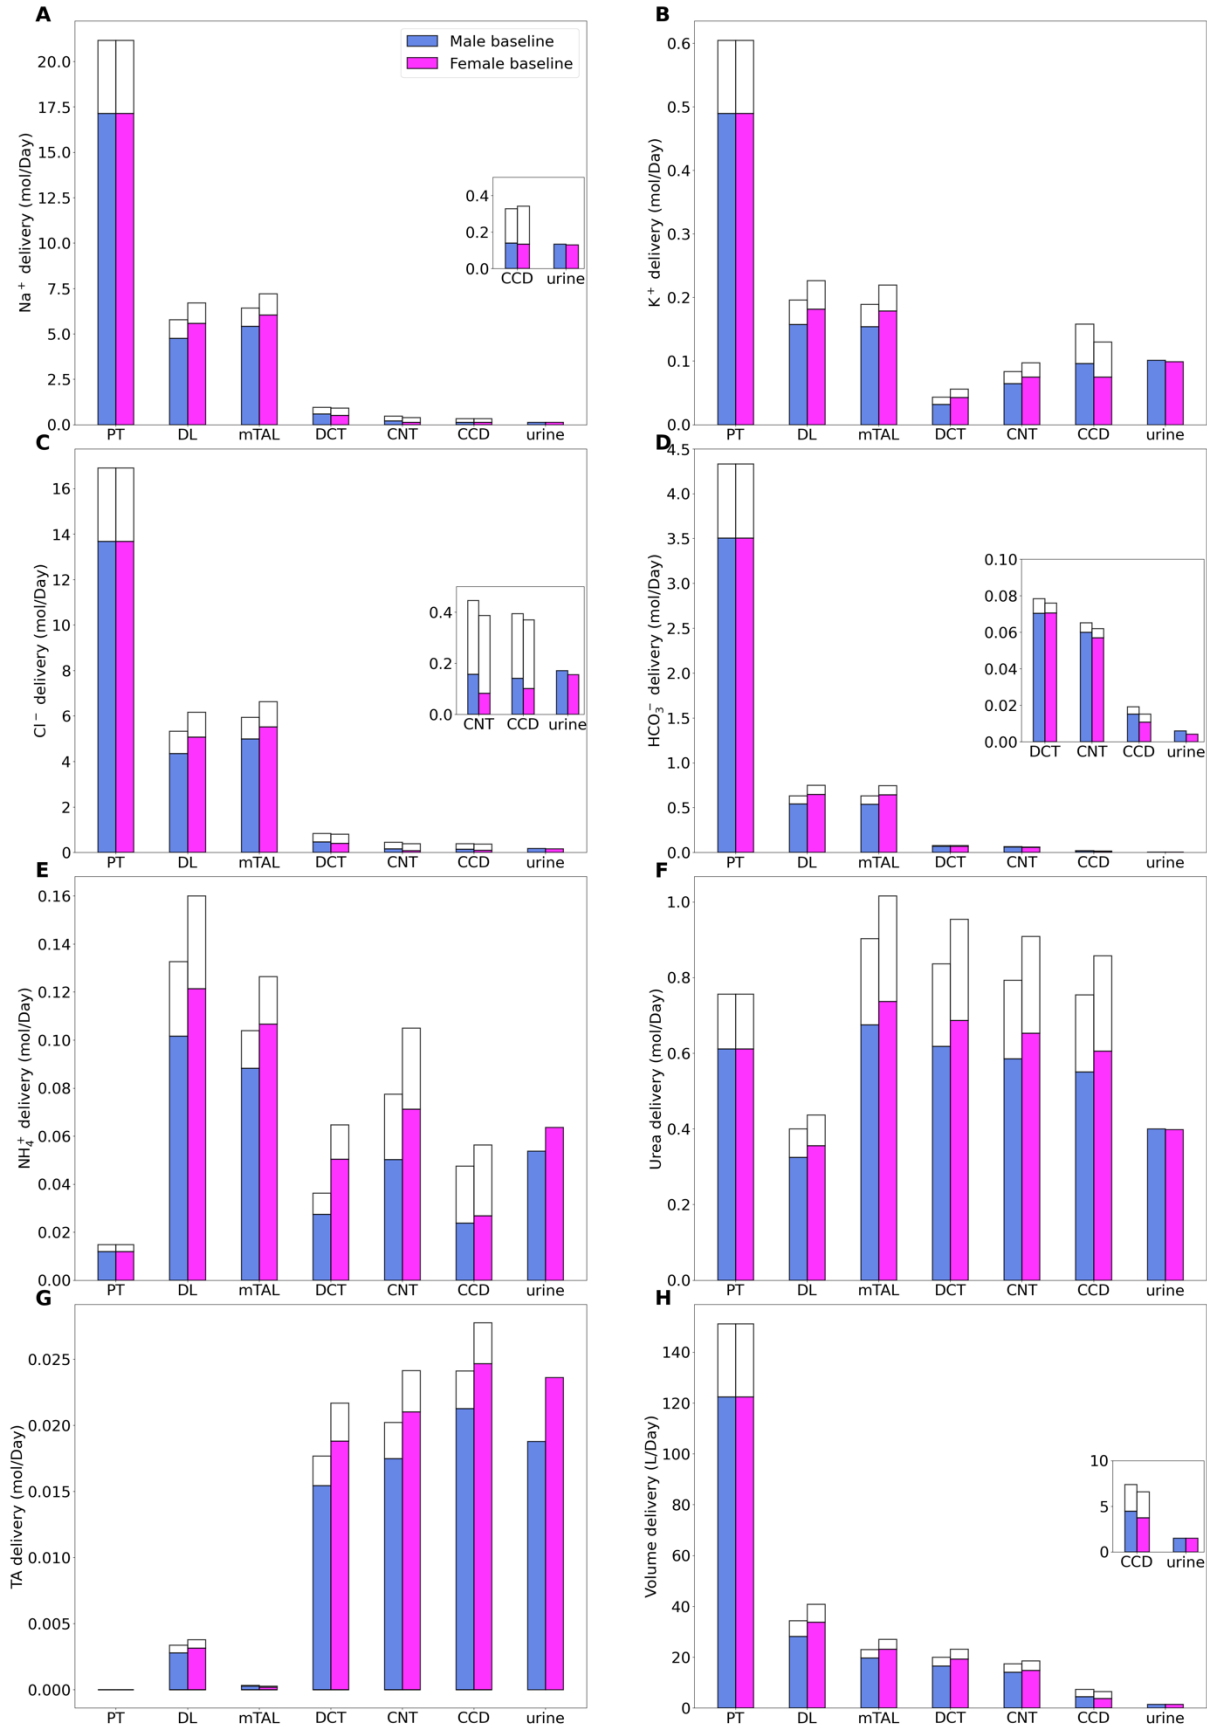 A
Male baseline
Female baseline
Na⁺ delivery (mol/Day)
20.0
17.5
15.0
12.5
10.0
7.5
5.0
2.5
0.0
0.4
0.2
0.0
CCD urine
PT DL mTAL DCT CNT CCD urine
B
K⁺ delivery (mol/Day)
0.6
0.5
0.4
0.3
0.2
0.1
0.0
PT DL mTAL DCT CNT CCD urine
C
Cl⁻ delivery (mol/Day)
16
14
12
10
8
6
4
2
0
0.4
0.2
0.0
CNT CCD urine
PT DL mTAL DCT CNT CCD urine
D
HCO₃⁻ delivery (mol/Day)
4.5
4.0
3.5
3.0
2.5
2.0
1.5
1.0
0.5
0.0
0.10
0.08
0.06
0.04
0.02
0.00
DCT CNT CCD urine
PT DL mTAL DCT CNT CCD urine
E
NH₄⁺ delivery (mol/Day)
0.16
0.14
0.12
0.10
0.08
0.06
0.04
0.02
0.00
PT DL mTAL DCT CNT CCD urine
F
Urea delivery (mol/Day)
1.0
0.8
0.6
0.4
0.2
0.0
PT DL mTAL DCT CNT CCD urine
G
TA delivery (mol/Day)
0.025
0.020
0.015
0.010
0.005
0.000
PT DL mTAL DCT CNT CCD urine
H
Volume delivery (L/Day)
140
120
100
80
60
40
20
0
10
5
0
CCD urine
PT DL mTAL DCT CNT CCD urine